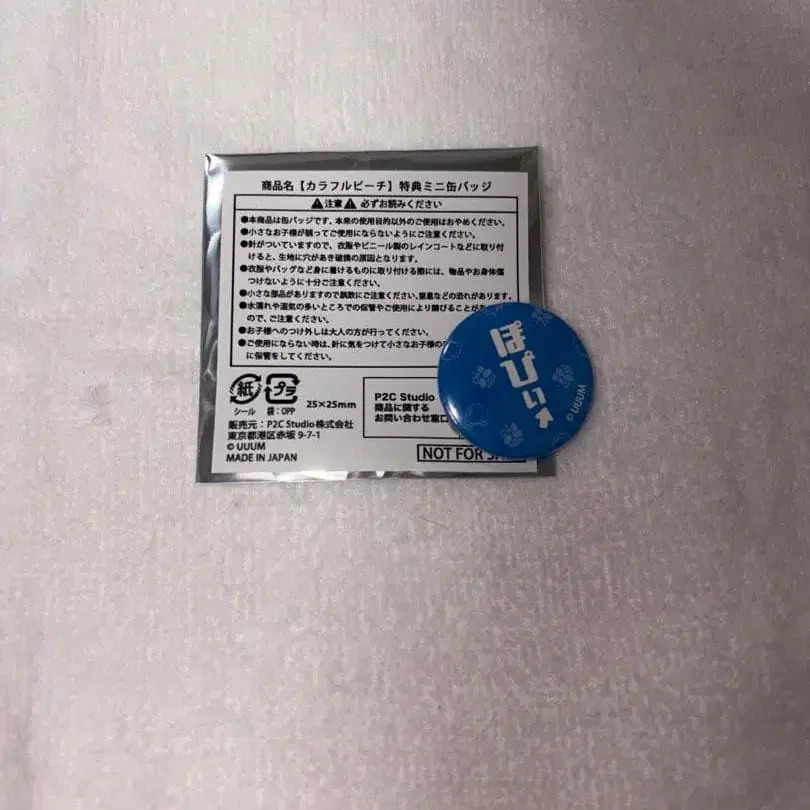 商品名【カラフルピーチ】特典ミニ缶バッジ
⚠注意⚠ 必ずお読みください
●本商品は缶バッジです。本来の使用目的以外のご使用はおやめください。
●小さなお子様が誤ってご使用にならないようにご注意ください。
●針がついていますので、衣服やビニール製のレインコートなどに取り付
けると、生地に穴があき破損の原因となります。
●衣服やバッグなど身に着けるものに取り付ける際には、物品やお身体傷
つけないように十分ご注意ください。
●小さな部品がありますので誤飲にご注意ください。窒息などの恐れがあります。
●水濡れや湿気の多いところでの保管やご使用により錆びることがあ
ので、ご注意ください。
●お子様へのつけ外しは大人の方が行ってください。
●ご使用にならない時は、針に気をつけて小さなお子様の
に保管をしてください。
紙
シール
プラ
袋:OPP
25×25mm
販売元:P2C Studio株式会社
東京都港区赤坂 9-7-1
© UUUM
MADE IN JAPAN
P2C Studio
商品に関する
お問い合わせ窓口
NOT FOR
ぽぴぃ
© UUUM